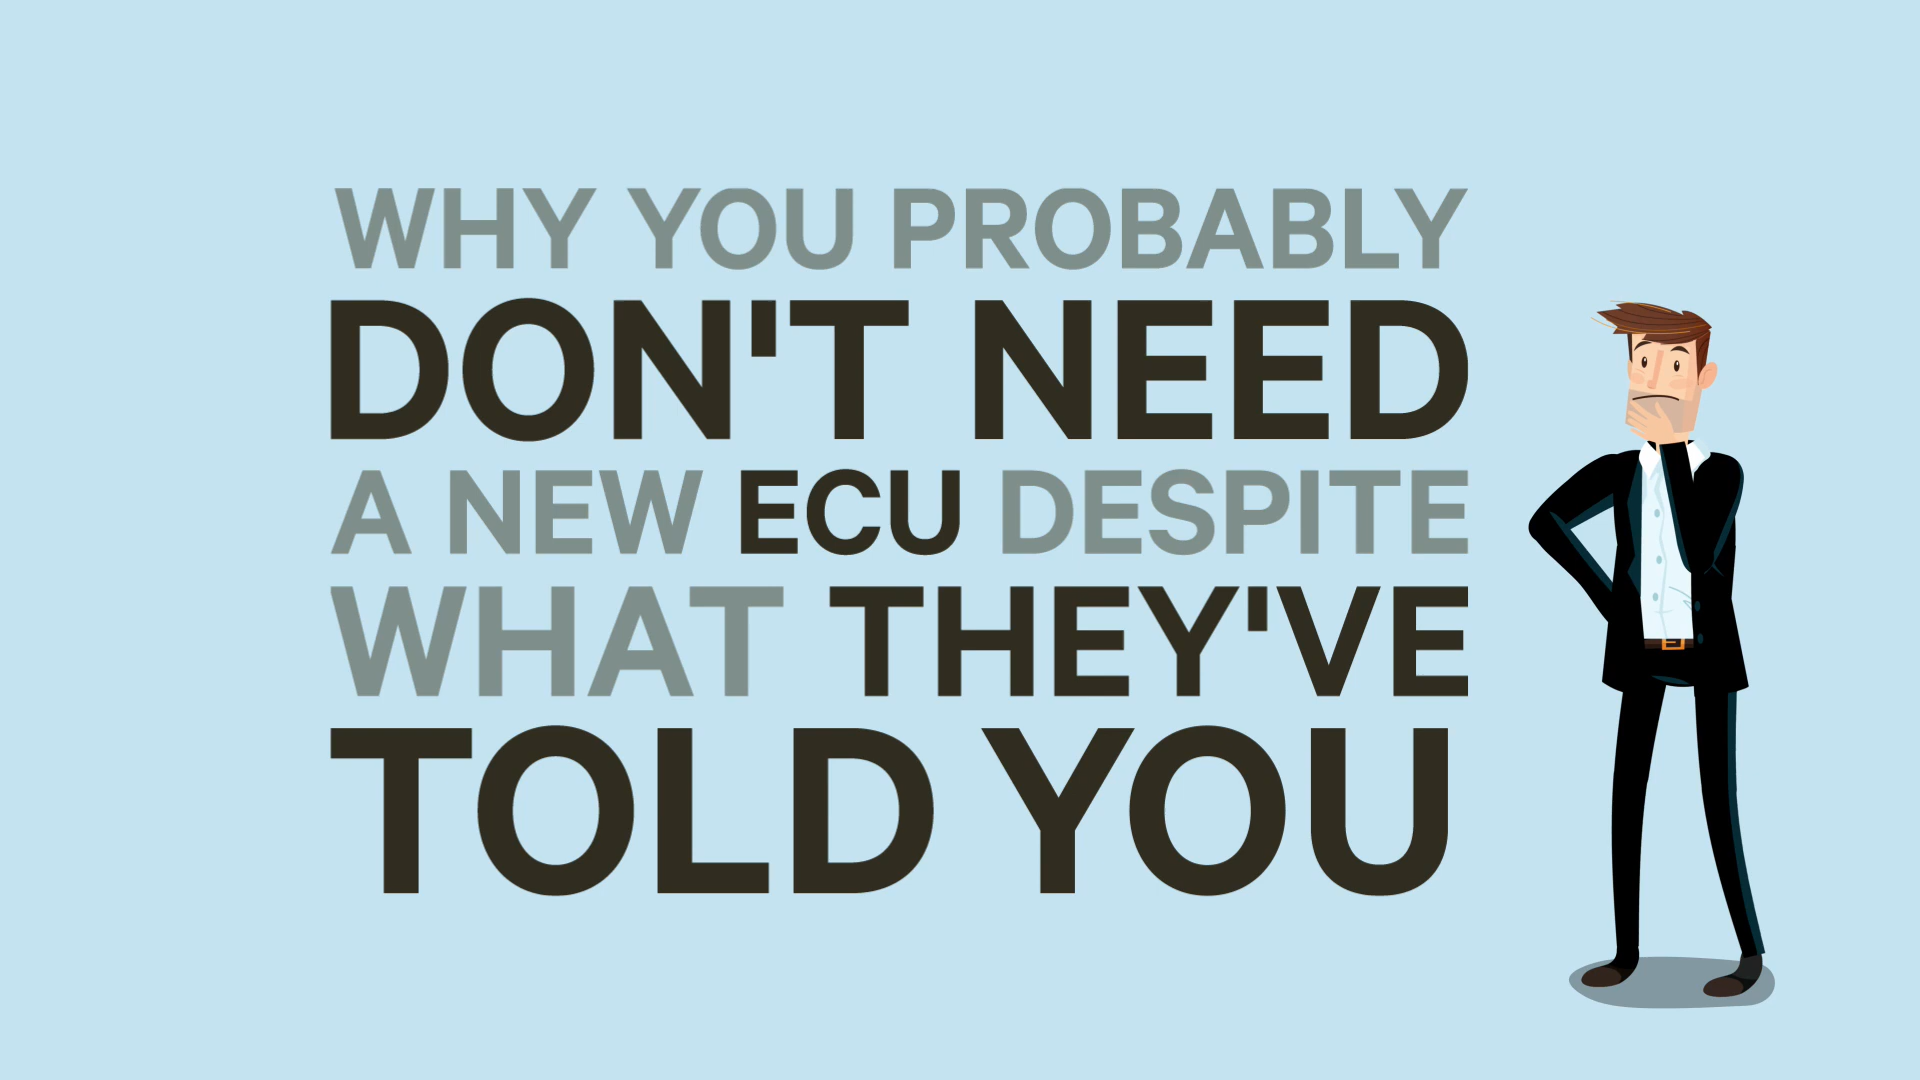 WHY YOU PROBABLY
DON'T NEED
A NEW ECU DESPITE
WHAT THEY'VE
TOLD YOU